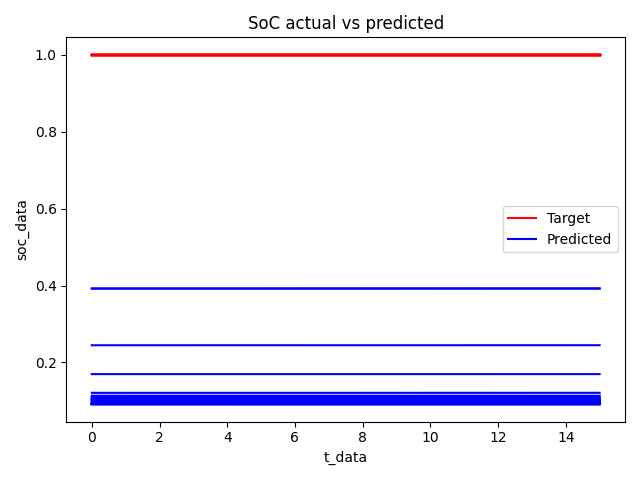 SoC actual vs predicted
1.0
0.8
0.6
0.4
0.2
soc_data
Target
Predicted
0 2 4 6 8 10 12 14
t_data